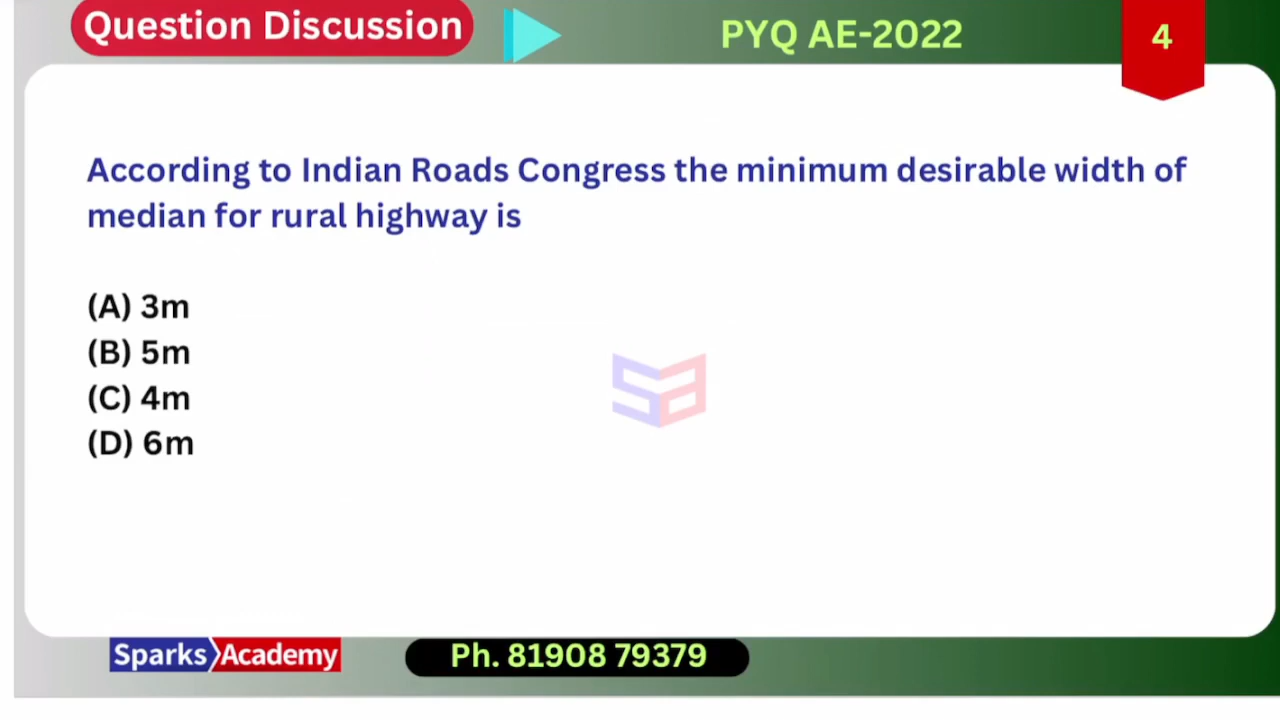 Question Discussion
PYQ AE-2022
4
According to Indian Roads Congress the minimum desirable width of
median for rural highway is
(A) 3m
(B) 5m
(C) 4m
(D) 6m
Sparks Academy
Ph. 81908 79379